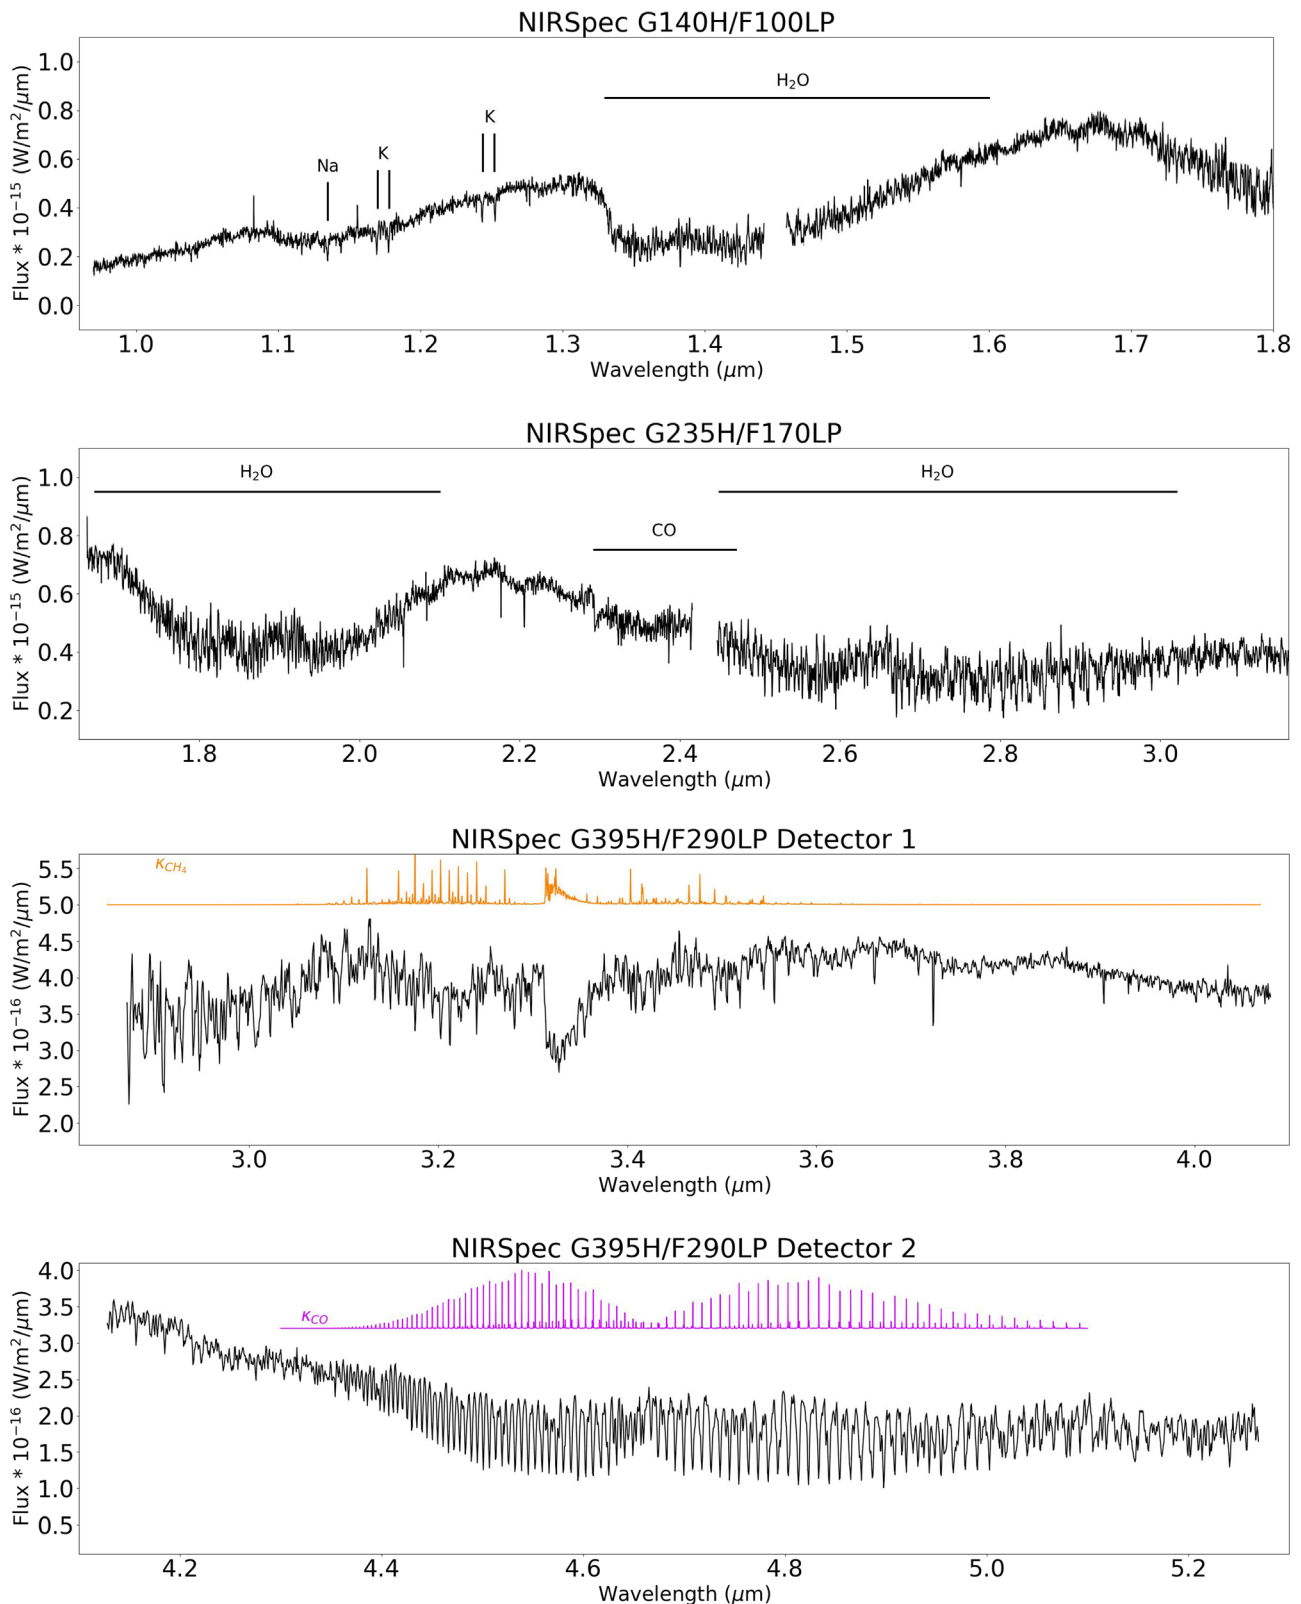 NIRSpec G140H/F100LP
Flux * 10⁻¹⁵ (W/m²/μm)
1.0
0.8
0.6
0.4
0.2
0.0
H₂O
K
K
Na
1.0 1.1 1.2 1.3 1.4 1.5 1.6 1.7 1.8
Wavelength (μm)
NIRSpec G235H/F170LP
Flux * 10⁻¹⁵ (W/m²/μm)
1.0
0.8
0.6
0.4
0.2
H₂O H₂O
CO
1.8 2.0 2.2 2.4 2.6 2.8 3.0
Wavelength (μm)
NIRSpec G395H/F290LP Detector 1
Flux * 10⁻¹⁶ (W/m²/μm)
5.5
5.0
4.5
4.0
3.5
3.0
2.5
2.0
κ_CH₄
3.0 3.2 3.4 3.6 3.8 4.0
Wavelength (μm)
NIRSpec G395H/F290LP Detector 2
Flux * 10⁻¹⁶ (W/m²/μm)
4.0
3.5
3.0
2.5
2.0
1.5
1.0
0.5
κ_CO
4.2 4.4 4.6 4.8 5.0 5.2
Wavelength (μm)